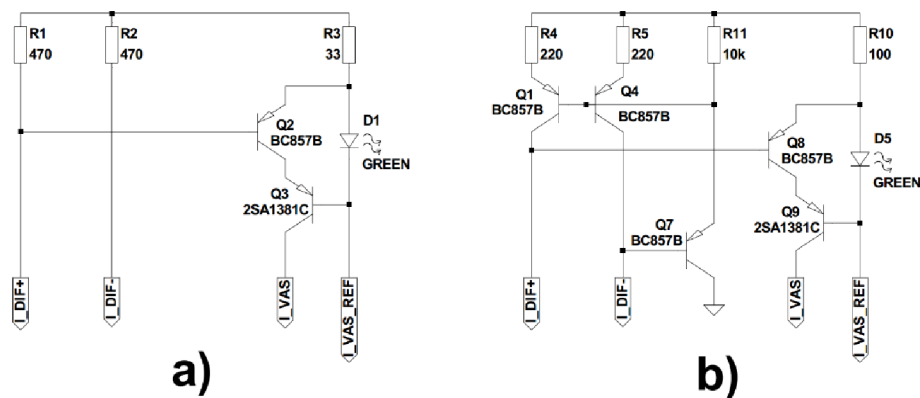 R1
470
R2
470
R3
33
Q2
BC857B
D1
GREEN
Q3
2SA1381C
I_DIF+
I_DIF-
I_VAS
I_VAS_REF
a)
R4
220
R5
220
R11
10k
R10
100
Q1
BC857B
Q4
BC857B
Q8
BC857B
D5
GREEN
Q7
BC857B
Q9
2SA1381C
I_DIF+
I_DIF-
I_VAS
I_VAS_REF
b)